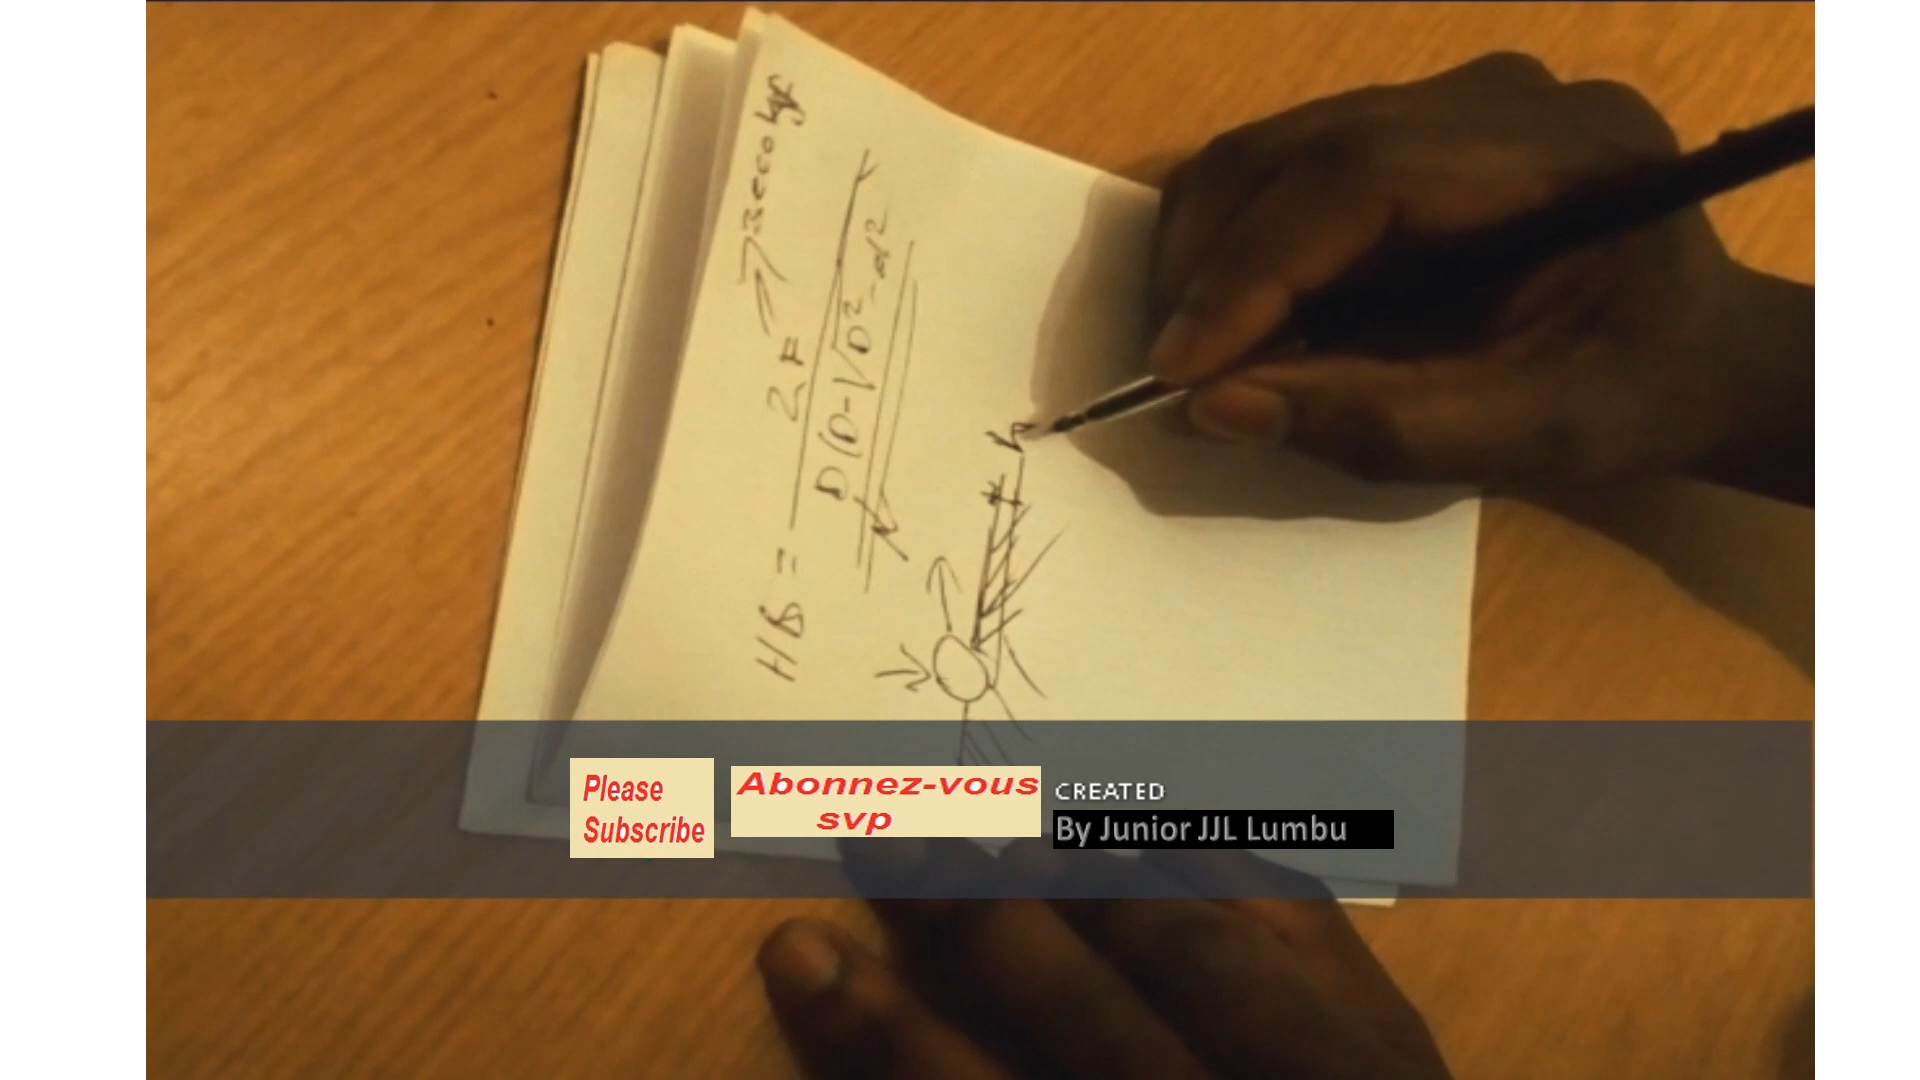 HB = 2F → 3000 kgf
D(D-√D²-d²
h
Please
Subscribe
Abonnez-vous
svp
CREATED
By Junior JJL Lumbu